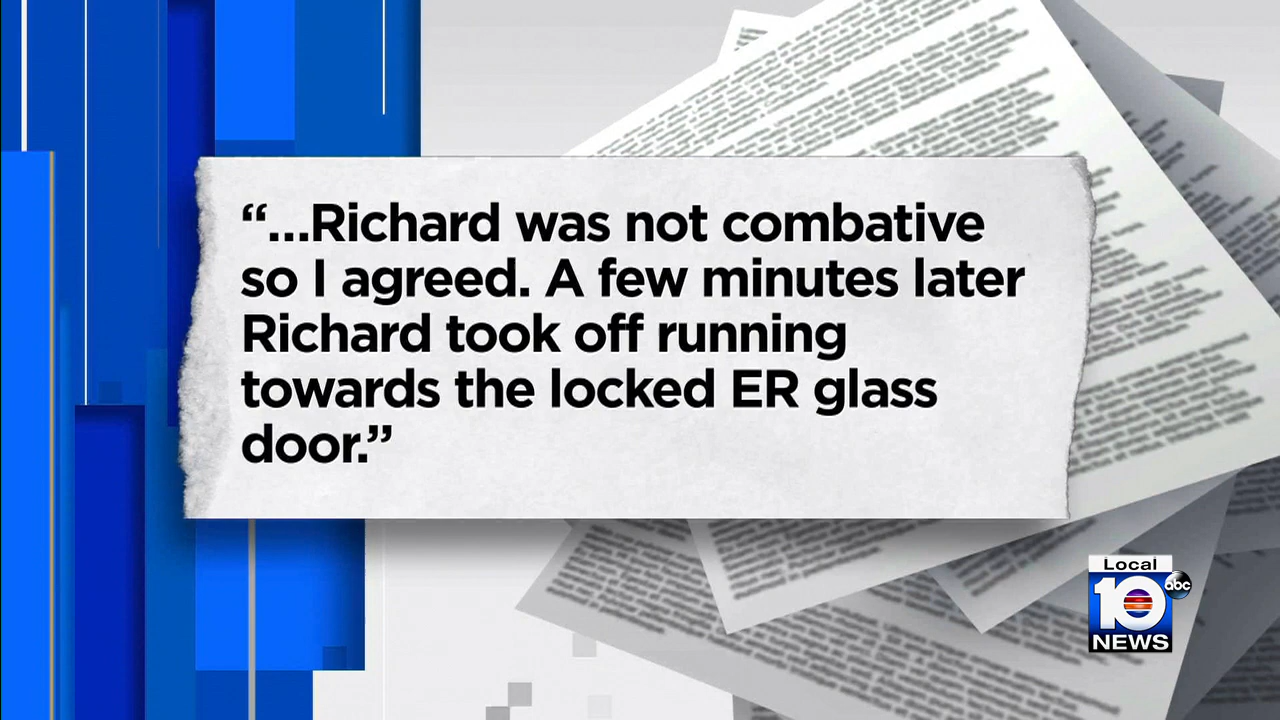 “...Richard was not combative
so I agreed. A few minutes later
Richard took off running
towards the locked ER glass
door.”
Local
10
abc
NEWS